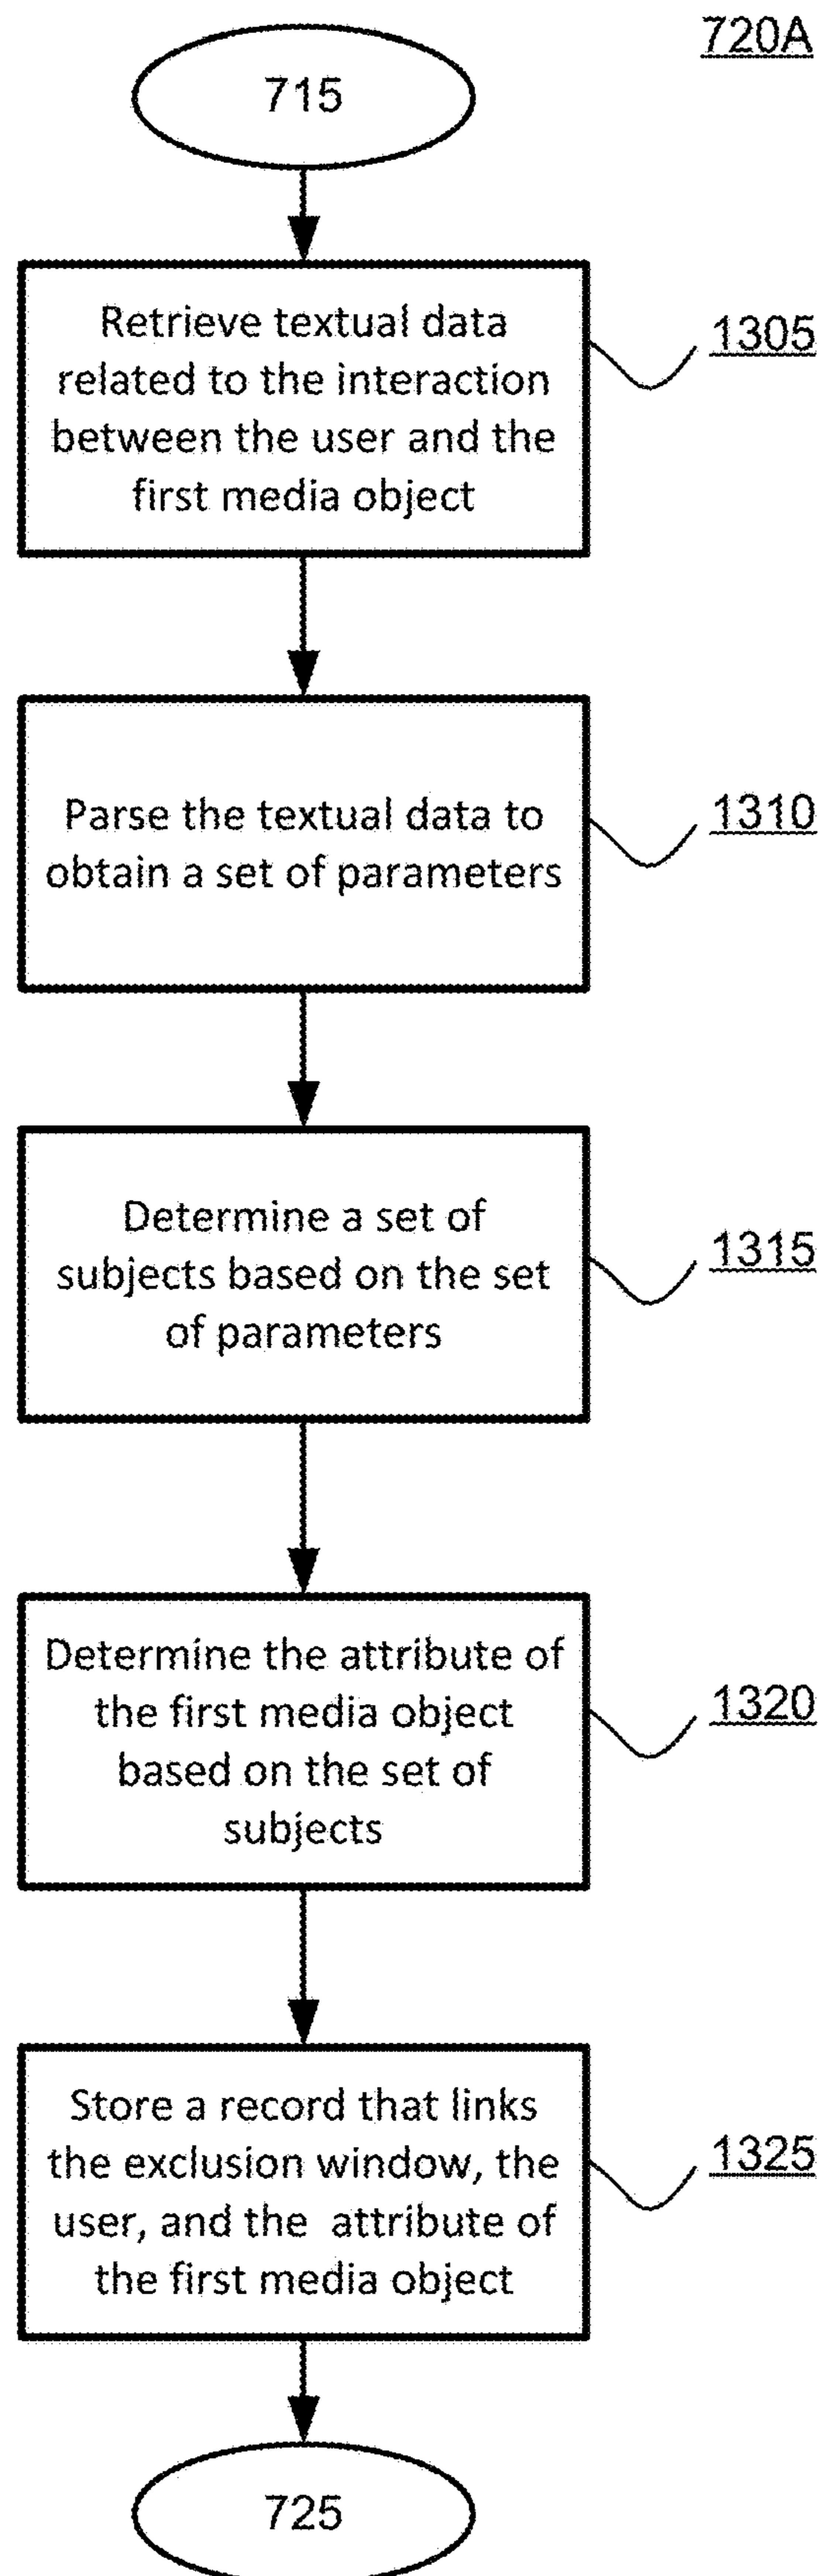 720A
715
Retrieve textual data
related to the interaction
between the user and the
first media object
1305
Parse the textual data to
obtain a set of parameters
1310
Determine a set of
subjects based on the set
of parameters
1315
Determine the attribute of
the first media object
based on the set of
subjects
1320
Store a record that links
the exclusion window, the
user, and the attribute of
the first media object
1325
725